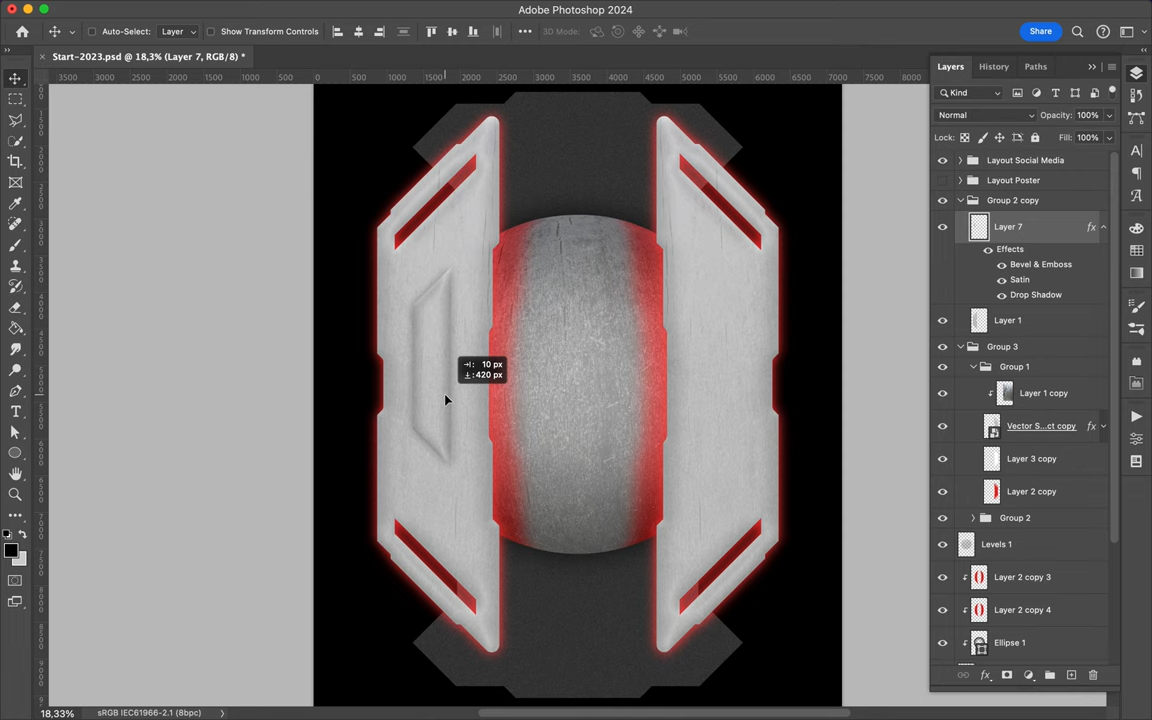 Adobe Photoshop 2024
Auto-Select: Layer Show Transform Controls ••• 3D Mode: Share
× Start-2023.psd @ 18,3% (Layer 7, RGB/8) *
3500 3000 2500 2000 1500 1000 500 0 500 1000 1500 2000 2500 3000 3500 4000 4500 5000 5500 6000 6500 7000 7500 8000
Layers History Paths
Kind
Normal Opacity: 100%
Lock: Fill: 100%
Layout Social Media
Layout Poster
Group 2 copy
Layer 7 fx
Effects
Bevel & Emboss
Satin
Drop Shadow
Layer 1
Group 3
Group 1
Layer 1 copy
Vector S...ct copy fx
Layer 3 copy
Layer 2 copy
Group 2
Levels 1
Layer 2 copy 3
Layer 2 copy 4
Ellipse 1
10 px
420 px
18,33% sRGB IEC61966-2.1 (8bpc)